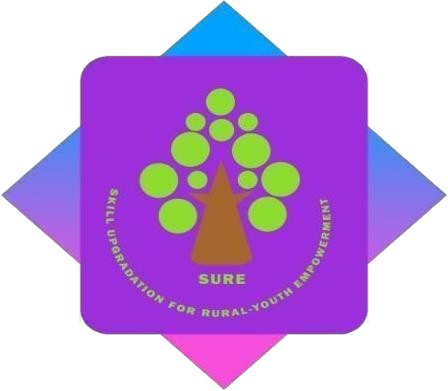 SURE
SKILL UPGRADATION FOR RURAL-YOUTH EMPOWERMENT